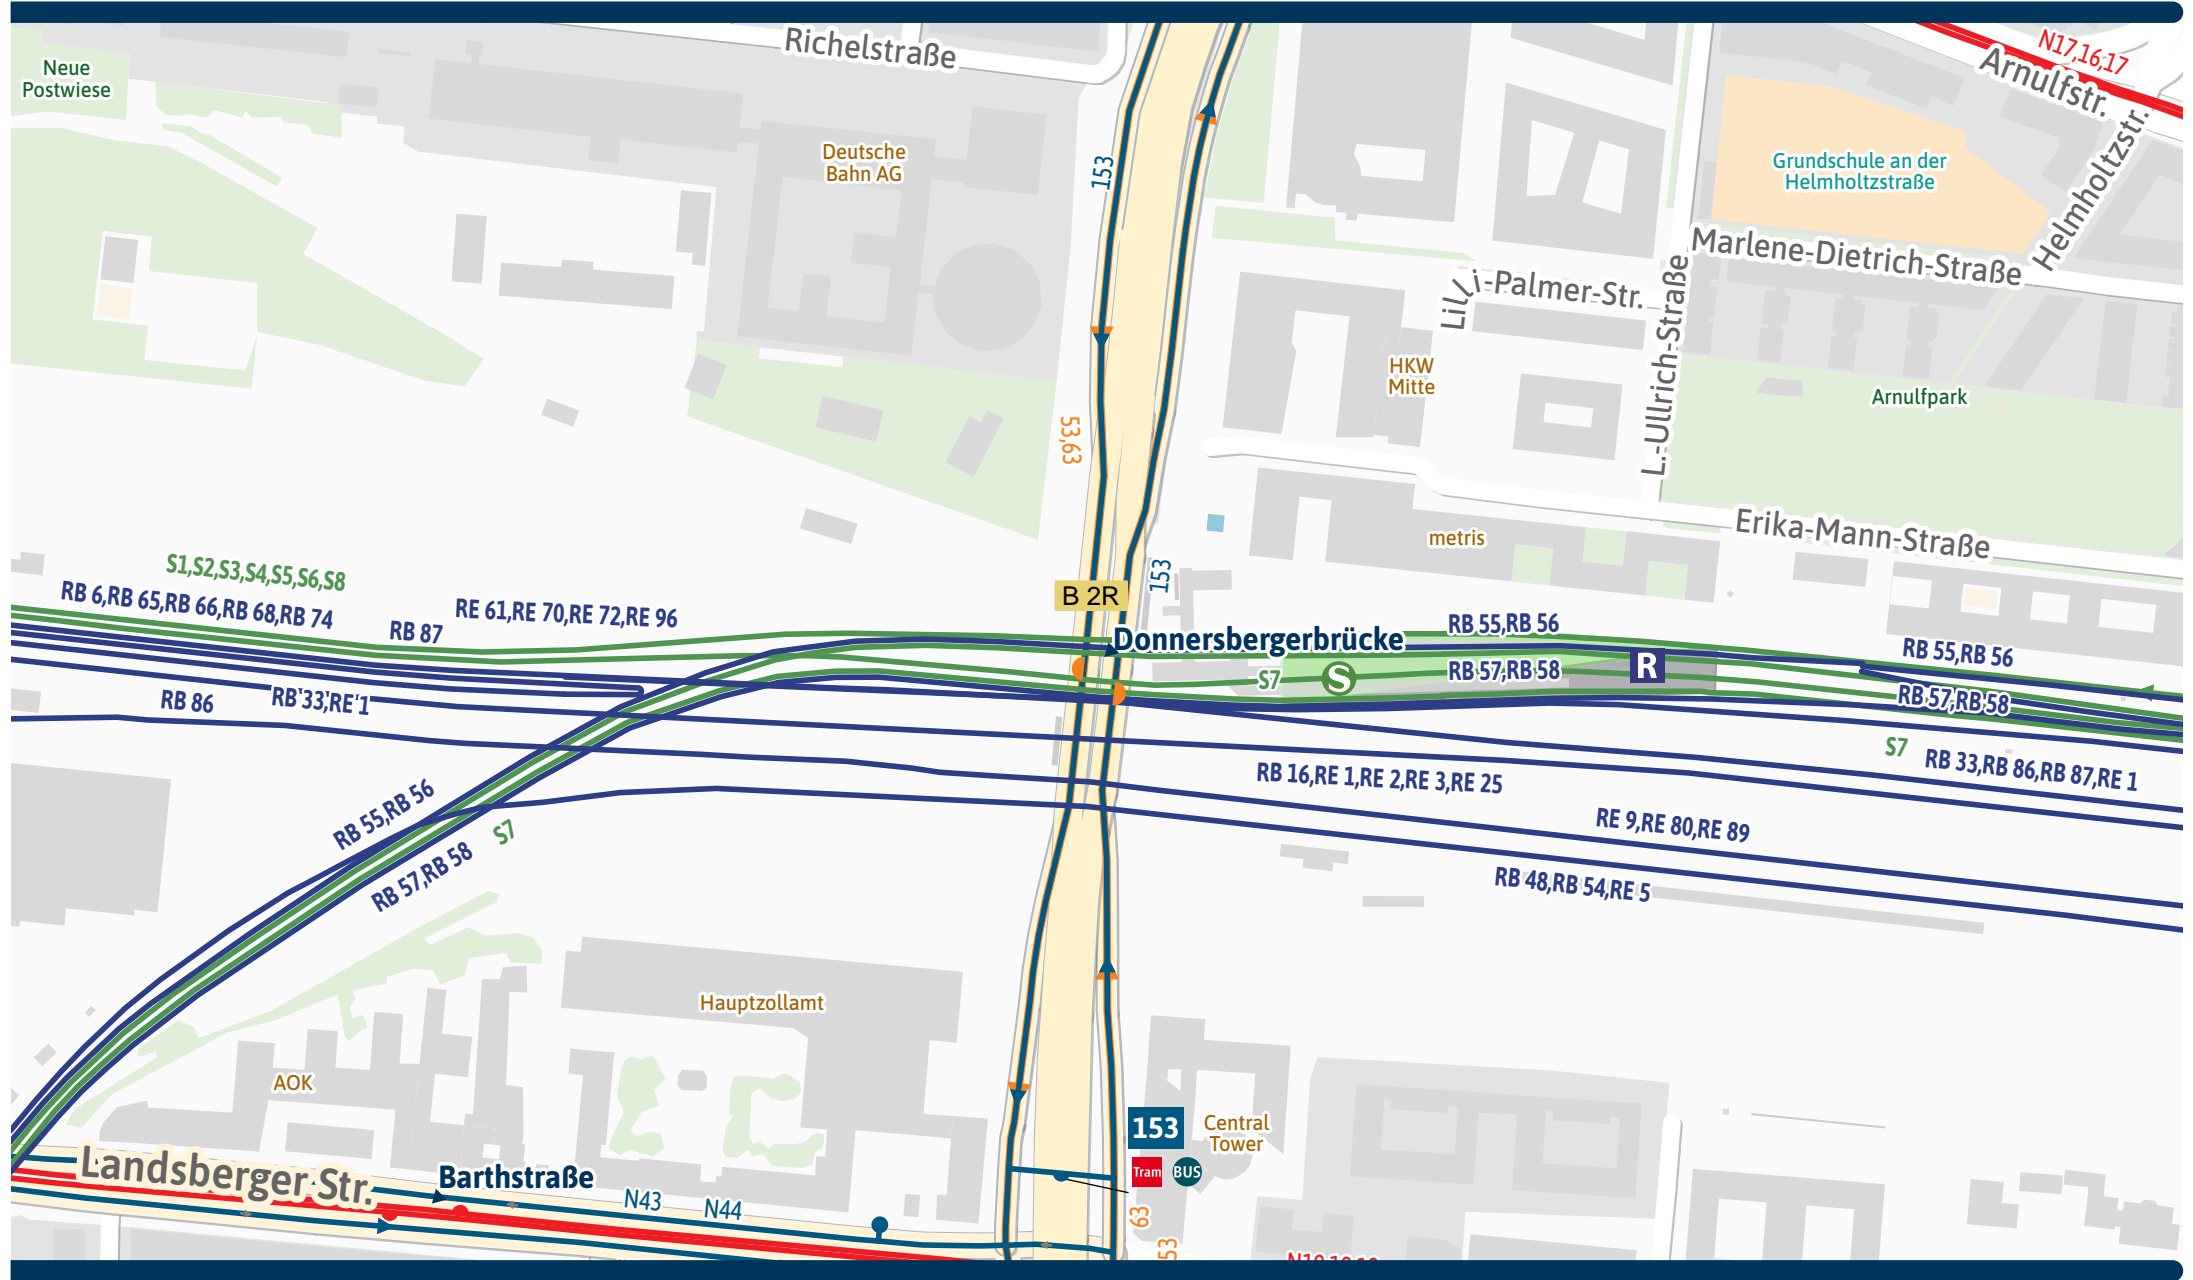 Richelstraße
N17,16,17
Arnulfstr.
Neue
Postwiese
Deutsche
Bahn AG
153
Grundschule an der
Helmholtzstraße
Helmholtzstr.
Marlene-Dietrich-Straße
Lilli-Palmer-Str.
L.-Ullrich-Straße
HKW
Mitte
Arnulfpark
53,63
metris
Erika-Mann-Straße
153
B 2R
S1,S2,S3,S4,S5,S6,S8
RB 6,RB 65,RB 66,RB 68,RB 74
RB 87
RE 61,RE 70,RE 72,RE 96
Donnersbergerbrücke
RB 55,RB 56
RB 55,RB 56
S7
S
RB 57,RB 58
R
RB 57,RB 58
RB 86
RB 33,RE 1
S7
RB 33,RB 86,RB 87,RE 1
RB 16,RE 1,RE 2,RE 3,RE 25
RE 9,RE 80,RE 89
RB 48,RB 54,RE 5
RB 55,RB 56
S7
RB 57,RB 58
Hauptzollamt
AOK
153
Central
Tower
Tram
BUS
Landsberger Str.
Barthstraße
N43
N44
63
53